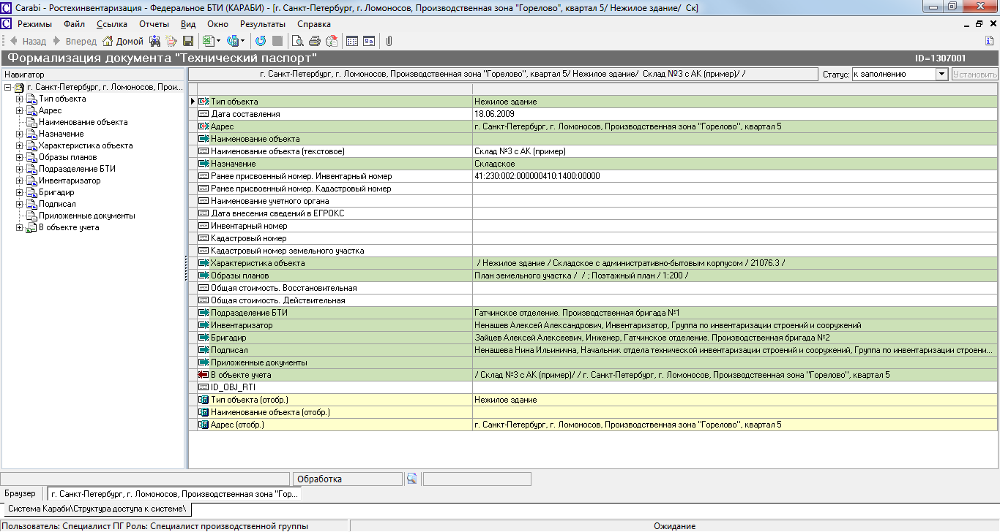 Carabi - Ростехинвентаризация - Федеральное БТИ (КАРАБИ) - [г. Санкт-Петербург, г. Ломоносов, Производственная зона "Горелово", квартал 5/ Нежилое здание/ Ск]
Режимы Файл Ссылка Отчеты Вид Окно Результаты Справка
Назад Вперед Домой
Формализация документа "Технический паспорт" ID=1307001
Навигатор
г. Санкт-Петербург, г. Ломоносов, Прои...
Тип объекта
Адрес
Наименование объекта
Назначение
Характеристика объекта
Образы планов
Подразделение БТИ
Инвентаризатор
Бригадир
Подписал
Приложенные документы
В объекте учета
г. Санкт-Петербург, г. Ломоносов, Производственная зона "Горелово", квартал 5/ Нежилое здание/ Склад №3 с АК (пример)/ / Статус: к заполнению Установить
Тип объекта Нежилое здание
Дата составления 18.06.2009
Адрес г. Санкт-Петербург, г. Ломоносов, Производственная зона "Горелово", квартал 5
Наименование объекта
Наименование объекта (текстовое) Склад №3 с АК (пример)
Назначение Складское
Ранее присвоенный номер. Инвентарный номер 41:230:002:000000410:1400:00000
Ранее присвоенный номер. Кадастровый номер
Наименование учетного органа
Дата внесения сведений в ЕГРОКС
Инвентарный номер
Кадастровый номер
Кадастровый номер земельного участка
Характеристика объекта / Нежилое здание / Складское с административно-бытовым корпусом / 21076.3 /
Образы планов План земельного участка / / ; Поэтажный план / 1:200 /
Общая стоимость. Восстановительная
Общая стоимость. Действительная
Подразделение БТИ Гатчинское отделение. Производственная бригада №1
Инвентаризатор Ненашев Алексей Александрович, Инвентаризатор, Группа по инвентаризации строений и сооружений
Бригадир Зайцев Алексей Алексеевич, Инженер, Гатчинское отделение. Производственная бригада №2
Подписал Ненашева Нина Ильинична, Начальник отдела технической инвентаризации строений и сооружений, Группа по инвентаризации строени...
Приложенные документы
В объекте учета / Склад №3 с АК (пример)/ / г. Санкт-Петербург, г. Ломоносов, Производственная зона "Горелово", квартал 5
ID_OBJ_RTI
Тип объекта (отобр.) Нежилое здание
Наименование объекта (отобр.)
Адрес (отобр.) г. Санкт-Петербург, г. Ломоносов, Производственная зона "Горелово", квартал 5
Обработка
Браузер г. Санкт-Петербург, г. Ломоносов, Производственная зона "Гор...
Система Караби\Структура доступа к системе\
Пользователь: Специалист ПГ Роль: Специалист производственной группы Ожидание